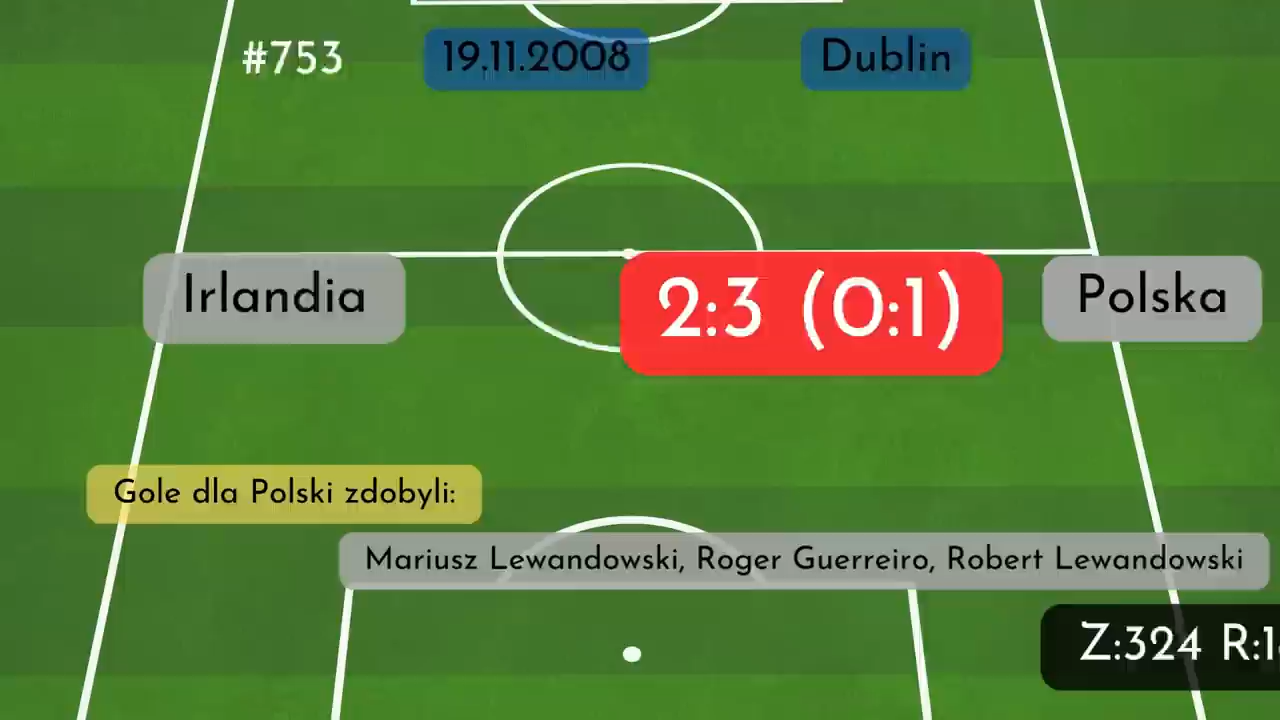 #753 19.11.2008 Dublin
Irlandia 2:3 (0:1) Polska
Gole dla Polski zdobyli:
Mariusz Lewandowski, Roger Guerreiro, Robert Lewandowski
Z:324 R:1